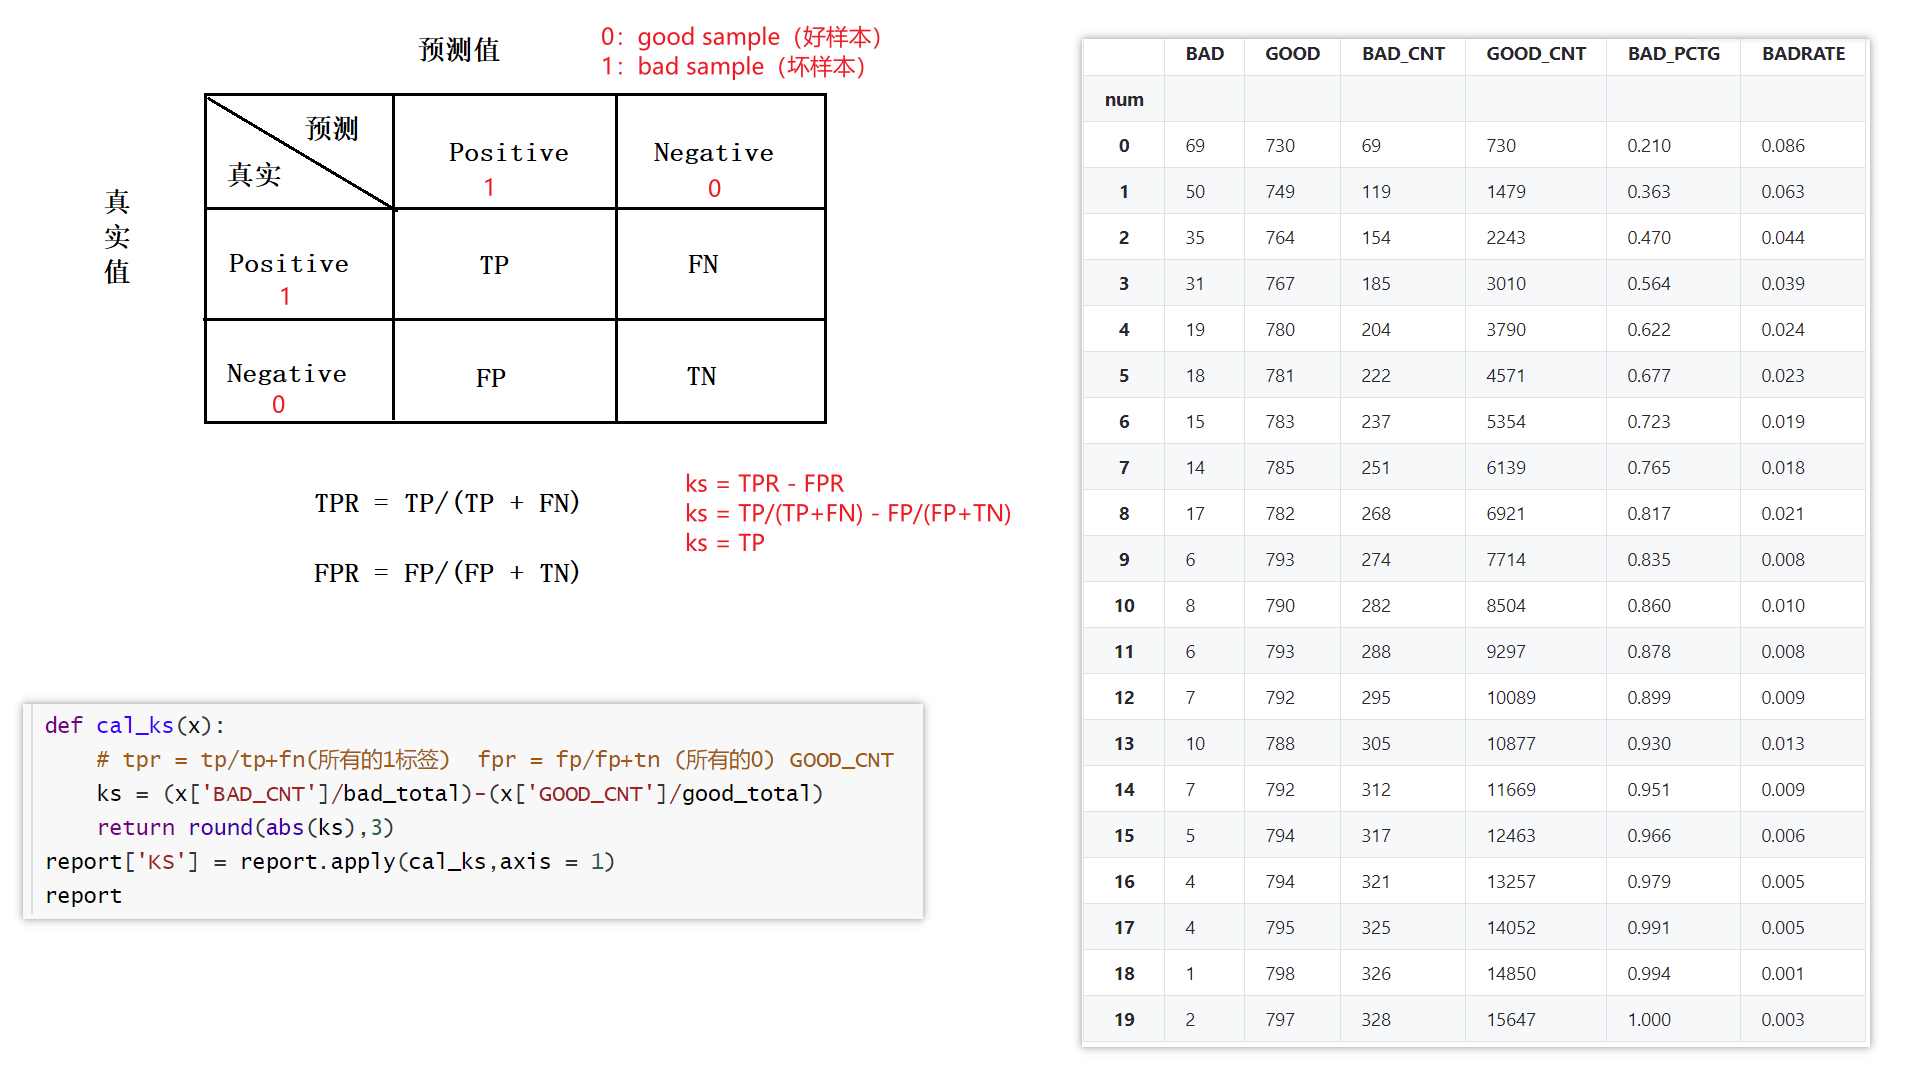 预测值
0：good sample（好样本）
1：bad sample（坏样本）
真实值
预测
真实
Positive
1
Negative
0
Positive
1
TP
FN
Negative
0
FP
TN
TPR = TP/(TP + FN)
FPR = FP/(FP + TN)
ks = TPR - FPR
ks = TP/(TP+FN) - FP/(FP+TN)
ks = TP
def cal_ks(x):
# tpr = tp/tp+fn(所有的1标签)  fpr = fp/fp+tn (所有的0) GOOD_CNT
ks = (x['BAD_CNT']/bad_total)-(x['GOOD_CNT']/good_total)
return round(abs(ks),3)
report['KS'] = report.apply(cal_ks,axis = 1)
report
BAD GOOD BAD_CNT GOOD_CNT BAD_PCTG BADRATE
num
0 69 730 69 730 0.210 0.086
1 50 749 119 1479 0.363 0.063
2 35 764 154 2243 0.470 0.044
3 31 767 185 3010 0.564 0.039
4 19 780 204 3790 0.622 0.024
5 18 781 222 4571 0.677 0.023
6 15 783 237 5354 0.723 0.019
7 14 785 251 6139 0.765 0.018
8 17 782 268 6921 0.817 0.021
9 6 793 274 7714 0.835 0.008
10 8 790 282 8504 0.860 0.010
11 6 793 288 9297 0.878 0.008
12 7 792 295 10089 0.899 0.009
13 10 788 305 10877 0.930 0.013
14 7 792 312 11669 0.951 0.009
15 5 794 317 12463 0.966 0.006
16 4 794 321 13257 0.979 0.005
17 4 795 325 14052 0.991 0.005
18 1 798 326 14850 0.994 0.001
19 2 797 328 15647 1.000 0.003